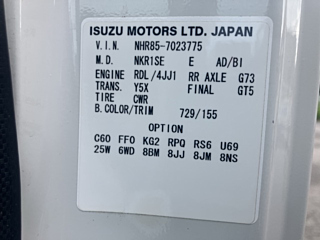 ISUZU MOTORS LTD. JAPAN
V.I.N. NHR85-7023775
M.D. NKR1SE E AD/BI
ENGINE RDL/4JJ1 RR AXLE G73
TRANS. Y5X FINAL GT5
TIRE CWR
B.COLOR/TRIM 729/155
OPTION
C60 FF0 KG2 RPQ RS6 U69
25W 6WD 8BM 8JJ 8JM 8NS